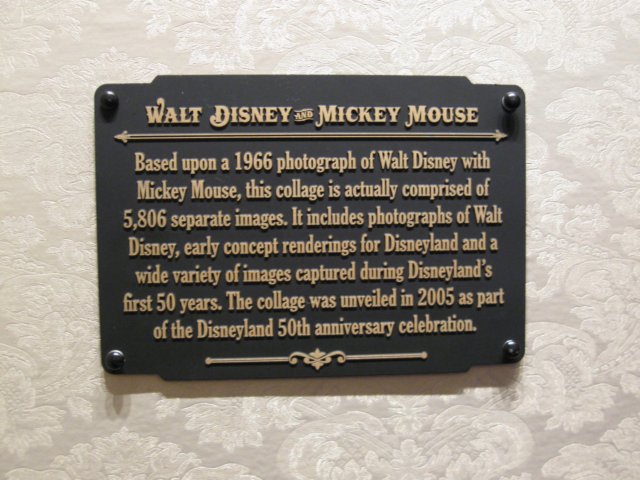 WALT DISNEY AND MICKEY MOUSE
Based upon a 1966 photograph of Walt Disney with
Mickey Mouse, this collage is actually comprised of
5,806 separate images. It includes photographs of Walt
Disney, early concept renderings for Disneyland and a
wide variety of images captured during Disneyland's
first 50 years. The collage was unveiled in 2005 as part
of the Disneyland 50th anniversary celebration.